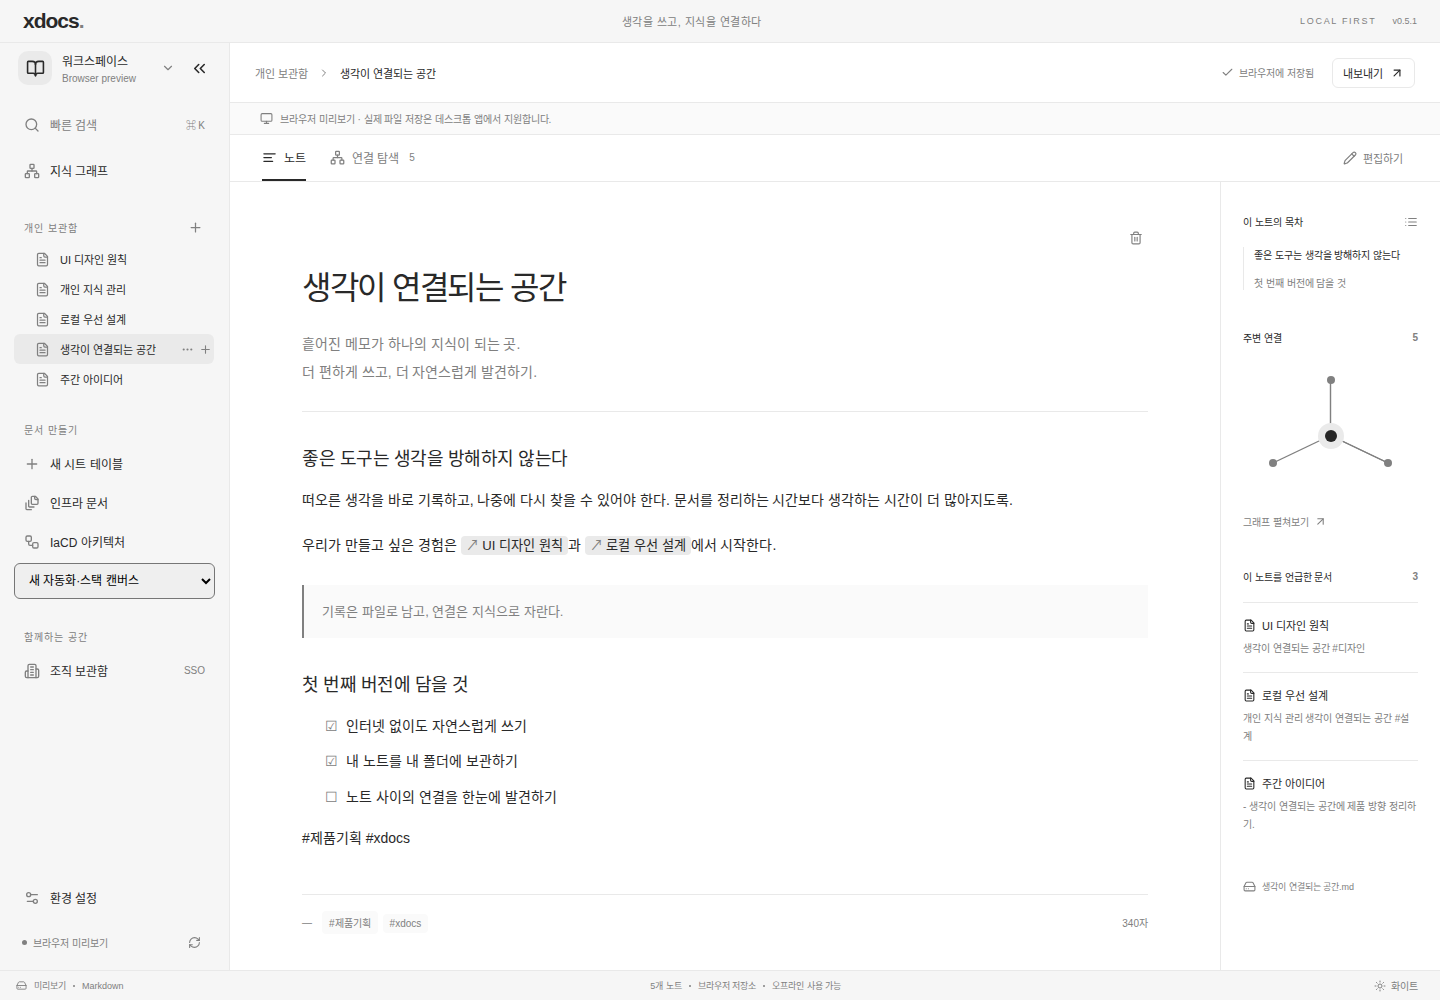 xdocs.
생각을 쓰고, 지식을 연결하다
LOCAL FIRST v0.5.1
워크스페이스
Browser preview
빠른 검색 ⌘K
지식 그래프
개인 보관함
UI 디자인 원칙
개인 지식 관리
로컬 우선 설계
생각이 연결되는 공간
주간 아이디어
문서 만들기
새 시트 테이블
인프라 문서
IaCD 아키텍처
새 자동화·스택 캔버스
함께하는 공간
조직 보관함 SSO
환경 설정
브라우저 미리보기
개인 보관함 > 생각이 연결되는 공간
브라우저에 저장됨 내보내기
브라우저 미리보기 · 실제 파일 저장은 데스크톱 앱에서 지원합니다.
노트 연결 탐색 5
편집하기
생각이 연결되는 공간
흩어진 메모가 하나의 지식이 되는 곳.
더 편하게 쓰고, 더 자연스럽게 발견하기.
좋은 도구는 생각을 방해하지 않는다
떠오른 생각을 바로 기록하고, 나중에 다시 찾을 수 있어야 한다. 문서를 정리하는 시간보다 생각하는 시간이 더 많아지도록.
우리가 만들고 싶은 경험은 ↗ UI 디자인 원칙 과 ↗ 로컬 우선 설계 에서 시작한다.
기록은 파일로 남고, 연결은 지식으로 자란다.
첫 번째 버전에 담을 것
☑ 인터넷 없이도 자연스럽게 쓰기
☑ 내 노트를 내 폴더에 보관하기
☐ 노트 사이의 연결을 한눈에 발견하기
#제품기획 #xdocs
— #제품기획 #xdocs
340자
이 노트의 목차
좋은 도구는 생각을 방해하지 않는다
첫 번째 버전에 담을 것
주변 연결 5
그래프 펼쳐보기
이 노트를 언급한 문서 3
UI 디자인 원칙
생각이 연결되는 공간 #디자인
로컬 우선 설계
개인 지식 관리 생각이 연결되는 공간 #설
계
주간 아이디어
- 생각이 연결되는 공간에 제품 방향 정리하
기.
생각이 연결되는 공간.md
미리보기 · Markdown
5개 노트 · 브라우저 저장소 · 오프라인 사용 가능
화이트